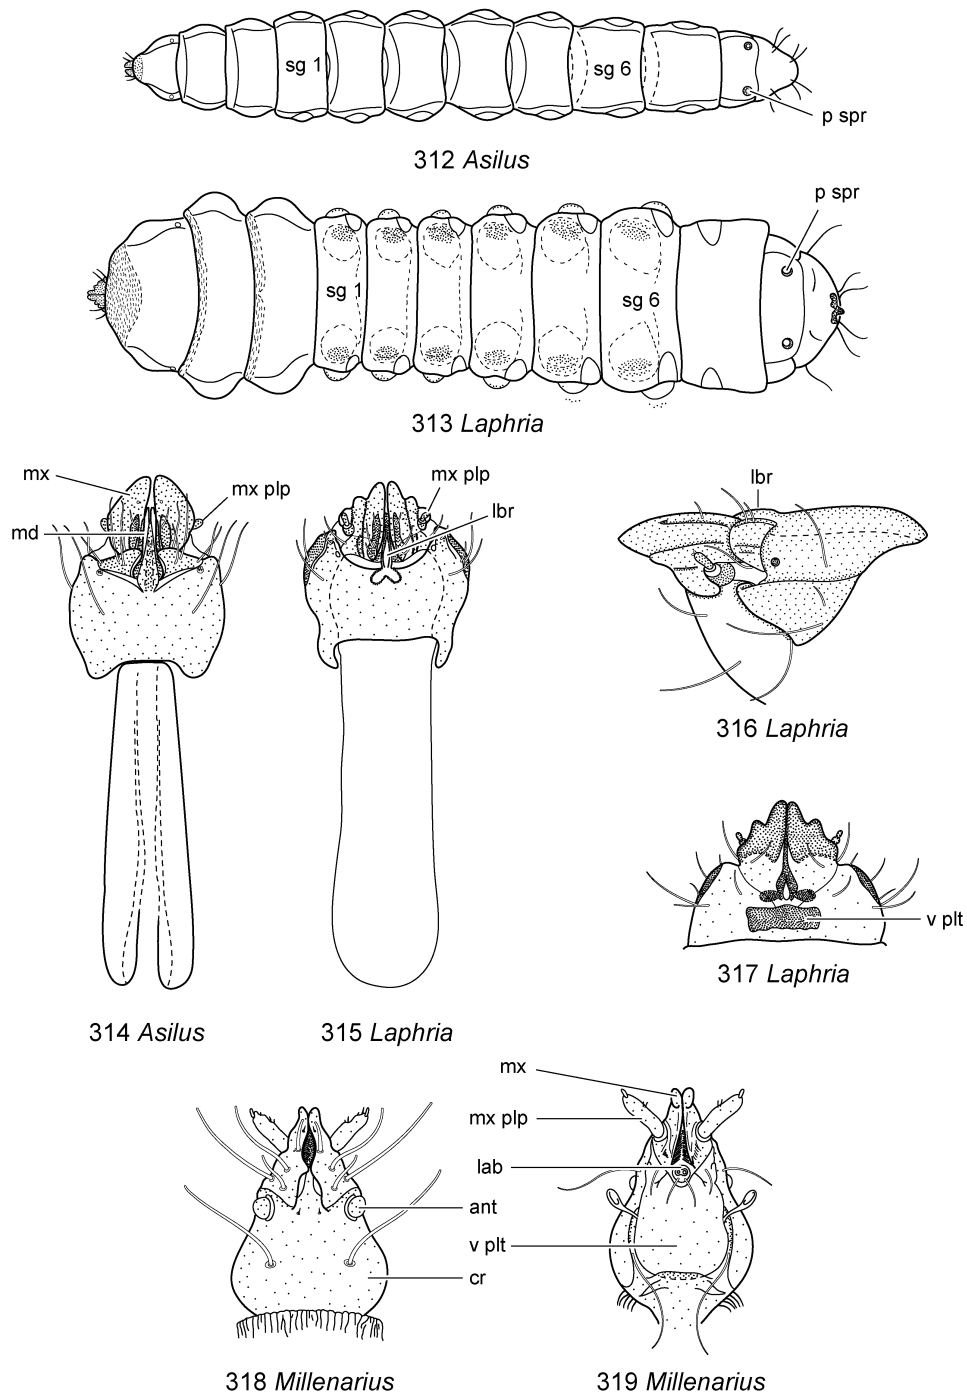 sg 1
sg 6
p spr
312 Asilus
p spr
sg 1
sg 6
313 Laphria
mx
mx plp
md
mx plp
lbr
lbr
316 Laphria
v plt
317 Laphria
314 Asilus
315 Laphria
mx
mx plp
lab
ant
v plt
cr
318 Millenarius
319 Millenarius